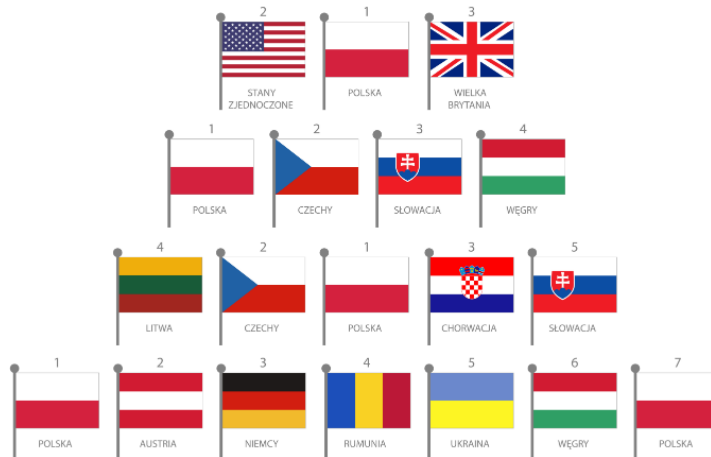 2 1 3
STANY ZJEDNOCZONE POLSKA WIELKA BRYTANIA
1 2 3 4
POLSKA CZECHY SŁOWACJA WĘGRY
4 2 1 3 5
LITWA CZECHY POLSKA CHORWACJA SŁOWACJA
1 2 3 4 5 6 7
POLSKA AUSTRIA NIEMCY RUMUNIA UKRAINA WĘGRY POLSKA